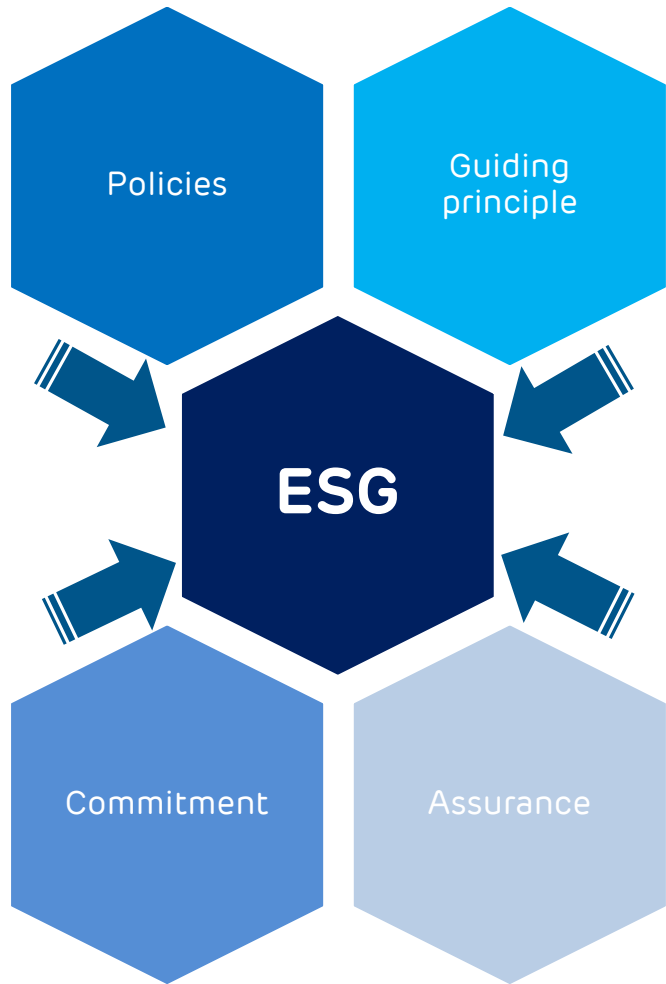 Policies
Guiding
principle
ESG
Commitment
Assurance